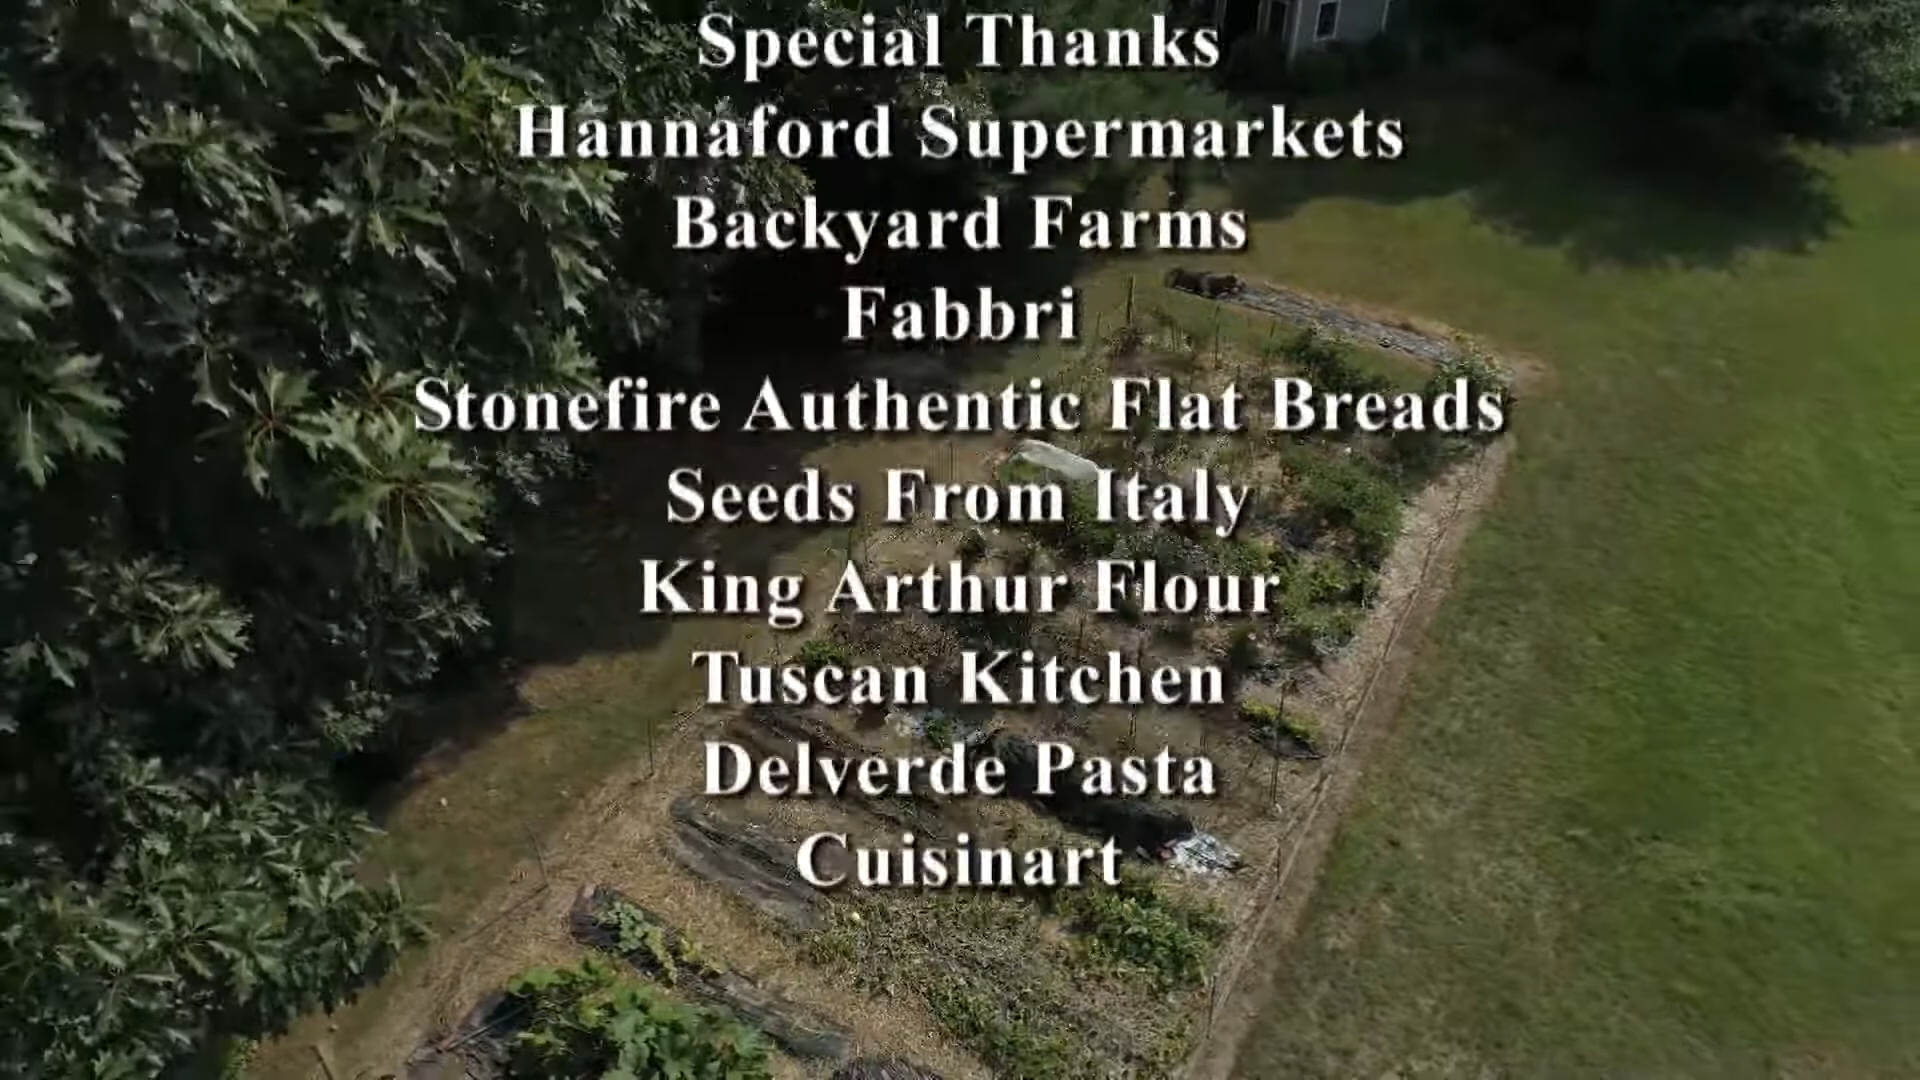 Special Thanks
Hannaford Supermarkets
Backyard Farms
Fabbri
Stonefire Authentic Flat Breads
Seeds From Italy
King Arthur Flour
Tuscan Kitchen
Delverde Pasta
Cuisinart